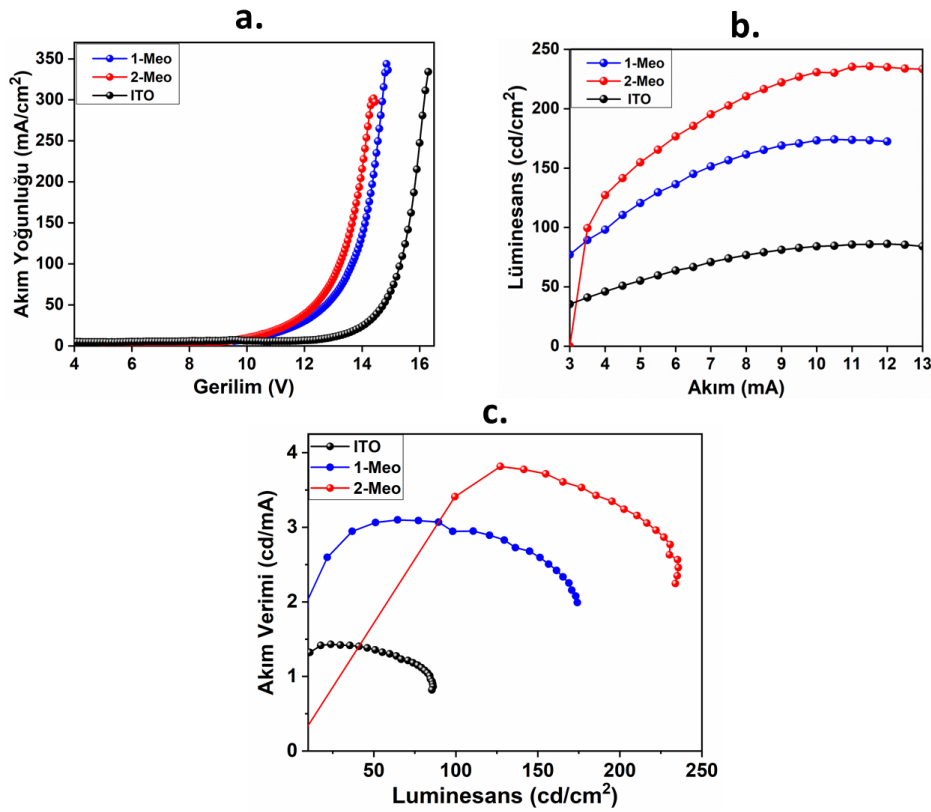 a.
1-Meo
2-Meo
ITO
Akım Yoğunluğu (mA/cm²)
350
300
250
200
150
100
50
0
4 6 8 10 12 14 16
Gerilim (V)
b.
1-Meo
2-Meo
ITO
Lüminesans (cd/cm²)
250
200
150
100
50
0
3 4 5 6 7 8 9 10 11 12 13
Akım (mA)
c.
ITO
1-Meo
2-Meo
Akım Verimi (cd/mA)
4
3
2
1
0
50 100 150 200 250
Luminesans (cd/cm²)